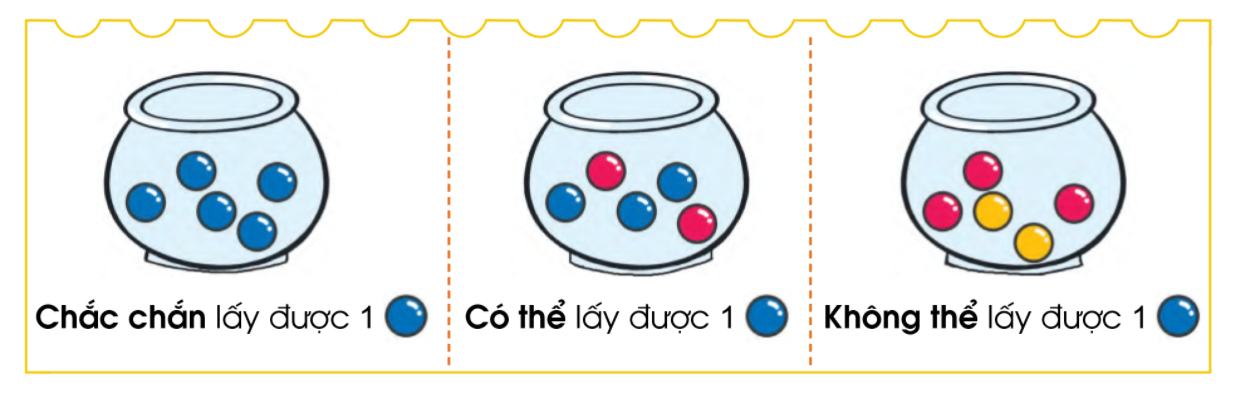 Chắc chắn lấy được 1
Có thể lấy được 1
Không thể lấy được 1